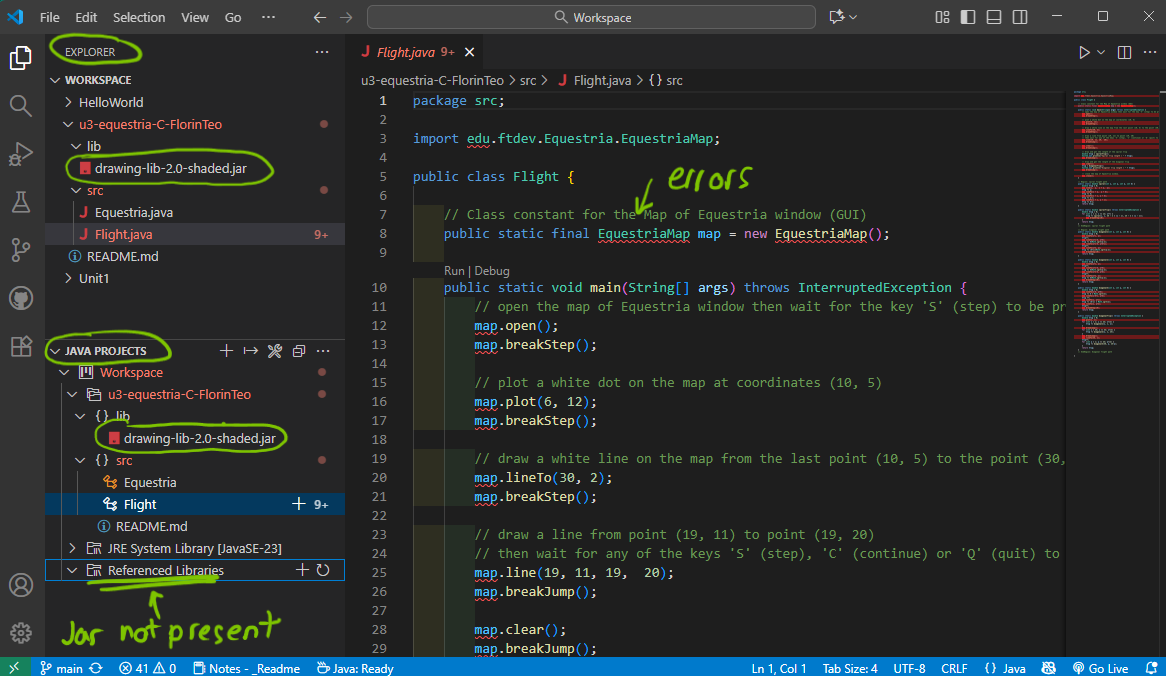 File Edit Selection View Go ··· Workspace
EXPLORER ···
WORKSPACE
HelloWorld
u3-equestria-C-FlorinTeo
lib
drawing-lib-2.0-shaded.jar
src
Equestria.java
Flight.java 9+
README.md
Unit1
JAVA PROJECTS ···
Workspace
u3-equestria-C-FlorinTeo
{} lib
drawing-lib-2.0-shaded.jar
{} src
Equestria
Flight 9+
README.md
JRE System Library [JavaSE-23]
Referenced Libraries
Jar not present
Flight.java 9+
u3-equestria-C-FlorinTeo > src > Flight.java > {} src
1 package src;
2
3 import edu.ftdev.Equestria.EquestriaMap;
4
5 public class Flight {
errors
6
7 // Class constant for the Map of Equestria window (GUI)
8 public static final EquestriaMap map = new EquestriaMap();
9
Run | Debug
10 public static void main(String[] args) throws InterruptedException {
11 // open the map of Equestria window then wait for the key 'S' (step) to be pr
12 map.open();
13 map.breakStep();
14
15 // plot a white dot on the map at coordinates (10, 5)
16 map.plot(6, 12);
17 map.breakStep();
18
19 // draw a white line on the map from the last point (10, 5) to the point (30,
20 map.lineTo(30, 2);
21 map.breakStep();
22
23 // draw a line from point (19, 11) to point (19, 20)
24 // then wait for any of the keys 'S' (step), 'C' (continue) or 'Q' (quit) to
25 map.line(19, 11, 19, 20);
26 map.breakJump();
27
28 map.clear();
29 map.breakJump();
main 41 0 Notes - _Readme Java: Ready Ln 1, Col 1 Tab Size: 4 UTF-8 CRLF {} Java Go Live